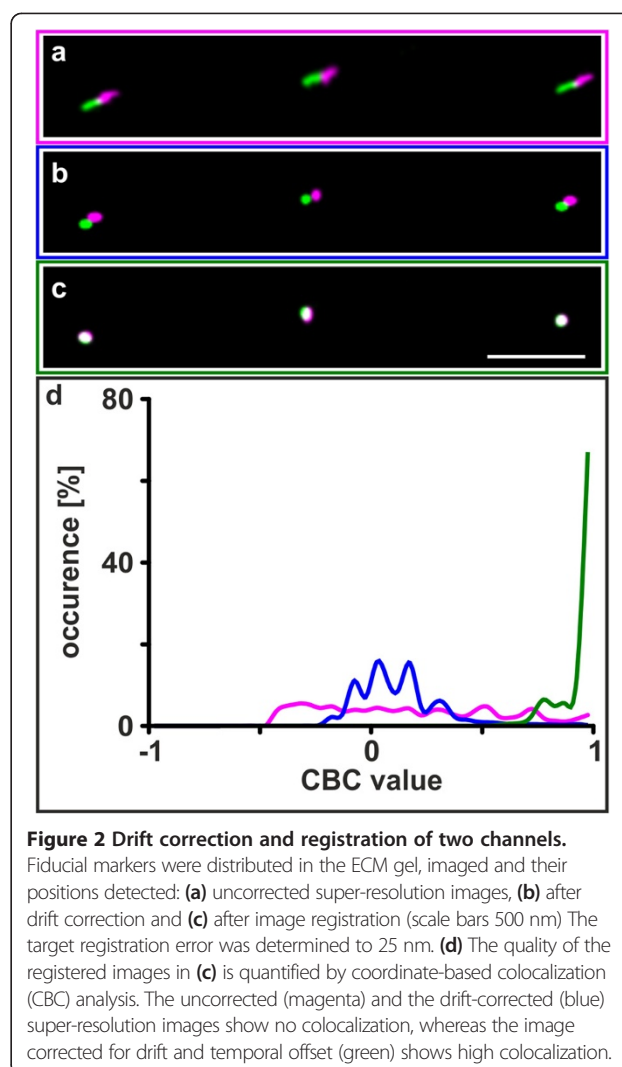 a
b
c
d
80
40
0
occurence [%]
-1
0
1
CBC value
Figure 2 Drift correction and registration of two channels.
Fiducial markers were distributed in the ECM gel, imaged and their
positions detected: (a) uncorrected super-resolution images, (b) after
drift correction and (c) after image registration (scale bars 500 nm) The
target registration error was determined to 25 nm. (d) The quality of the
registered images in (c) is quantified by coordinate-based colocalization
(CBC) analysis. The uncorrected (magenta) and the drift-corrected (blue)
super-resolution images show no colocalization, whereas the image
corrected for drift and temporal offset (green) shows high colocalization.